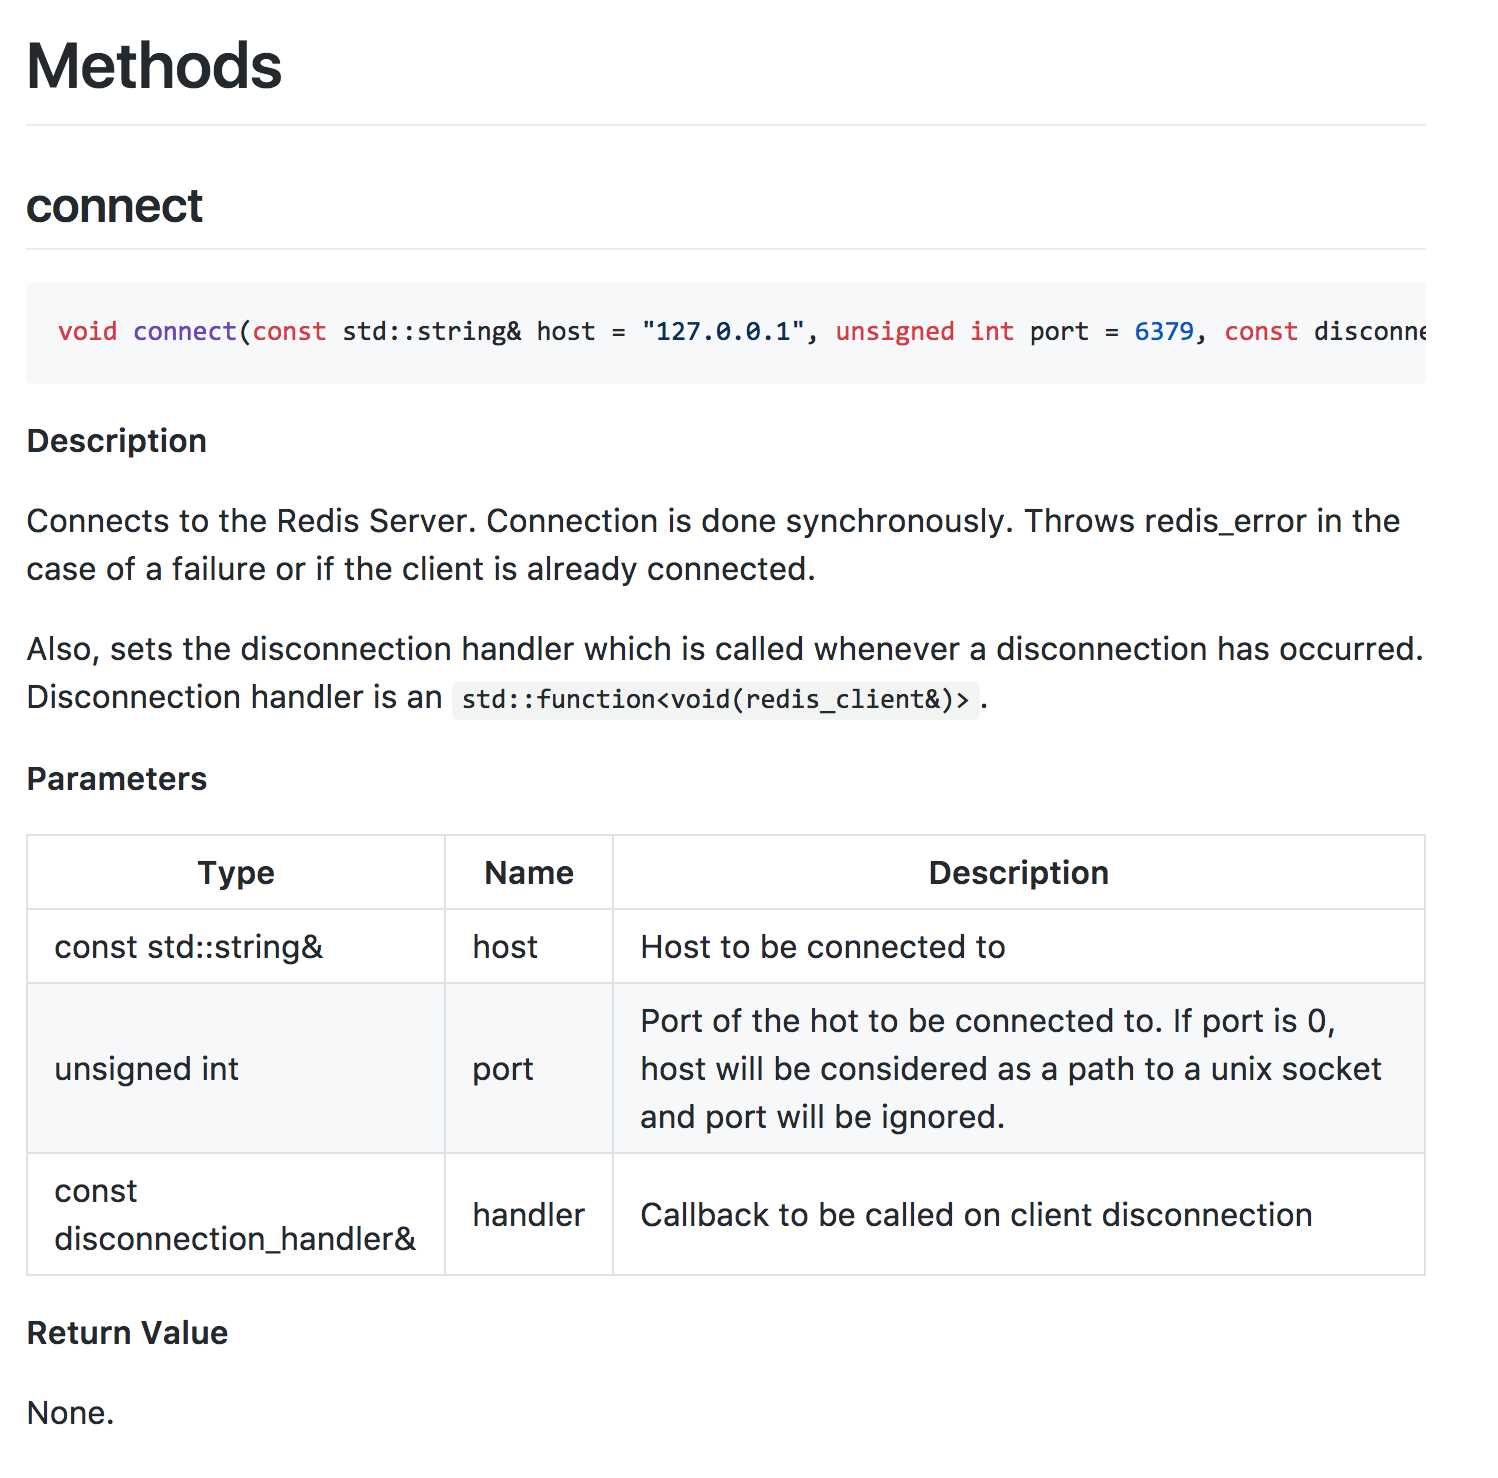 Methods
connect
void connect(const std::string& host = "127.0.0.1", unsigned int port = 6379, const disconne
Description
Connects to the Redis Server. Connection is done synchronously. Throws redis_error in the
case of a failure or if the client is already connected.
Also, sets the disconnection handler which is called whenever a disconnection has occurred.
Disconnection handler is an std::function<void(redis_client&)>.
Parameters
Type Name Description
const std::string& host Host to be connected to
Port of the hot to be connected to. If port is 0,
unsigned int port host will be considered as a path to a unix socket
and port will be ignored.
const
disconnection_handler& handler Callback to be called on client disconnection
Return Value
None.